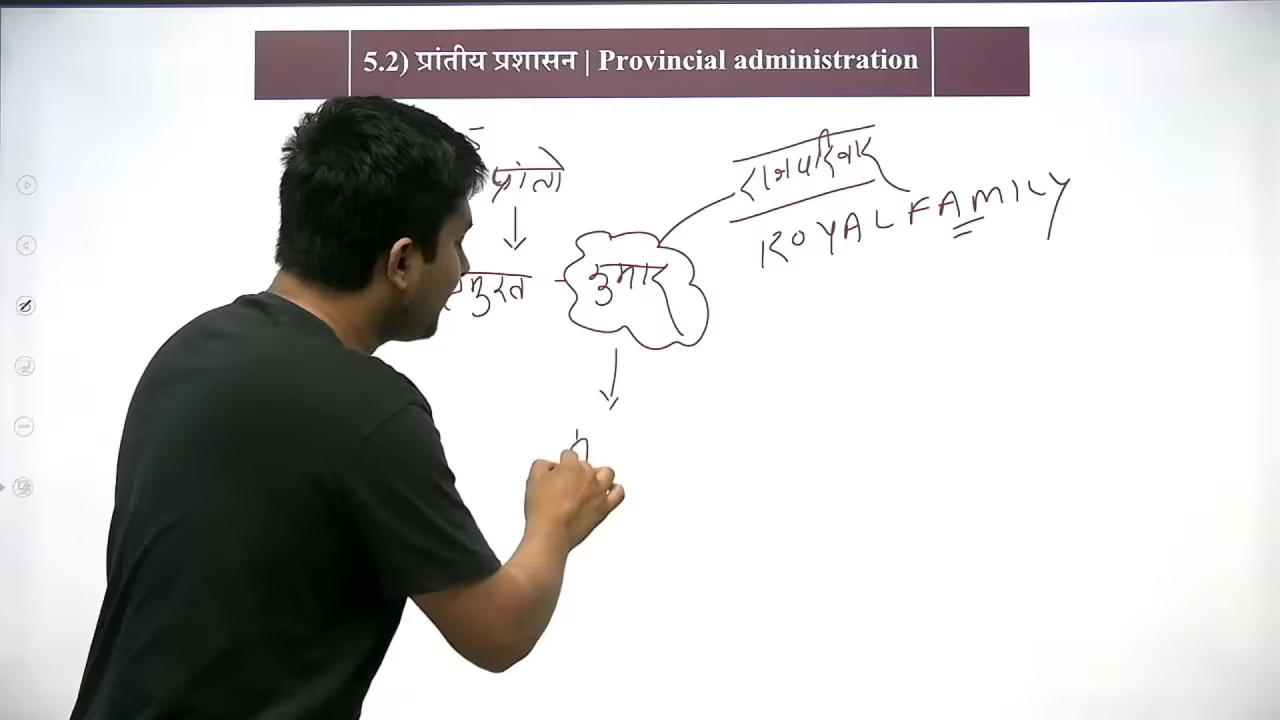 5.2) प्रांतीय प्रशासन | Provincial administration
राजपरिवार
प्रांतो
ROYAL FAMILY
कुमार